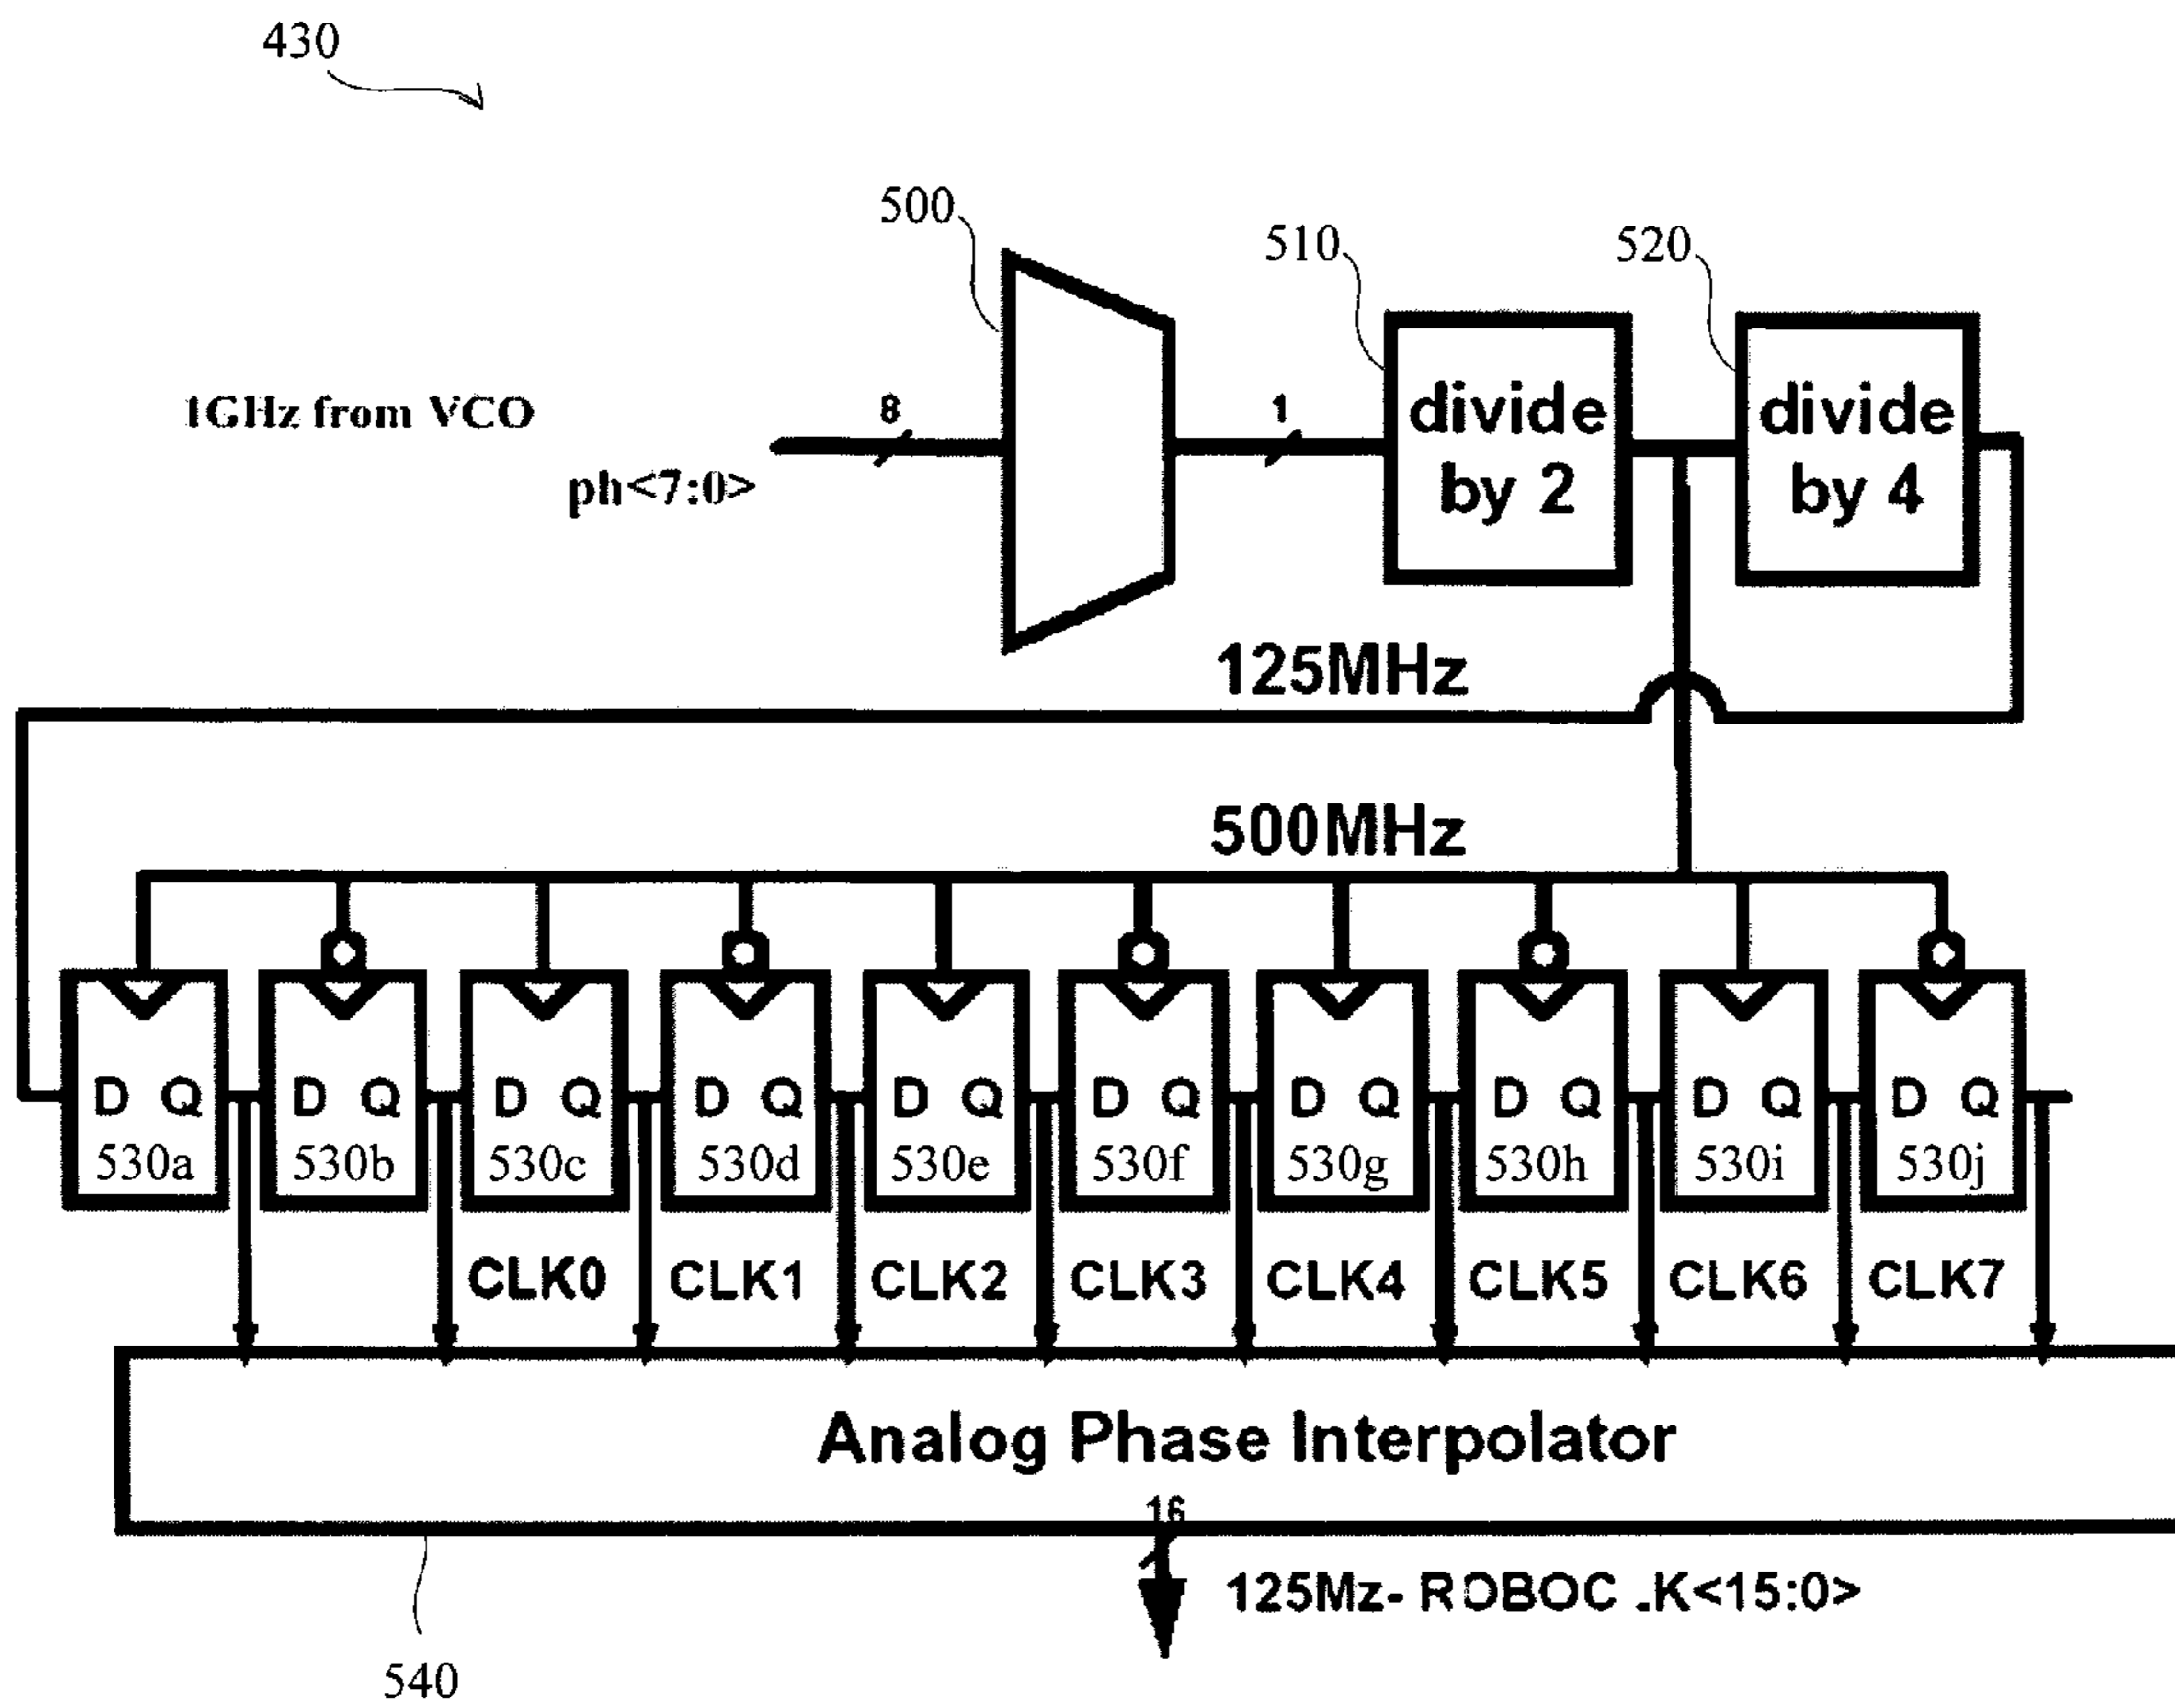 430
500
510
520
1GHz from VCO
8
1
ph<7:0>
divide
by 2
divide
by 4
125MHz
500MHz
D Q
530a
D Q
530b
D Q
530c
D Q
530d
D Q
530e
D Q
530f
D Q
530g
D Q
530h
D Q
530i
D Q
530j
CLK0
CLK1
CLK2
CLK3
CLK4
CLK5
CLK6
CLK7
Analog Phase Interpolator
16
125Mz- ROBOC .K<15:0>
540